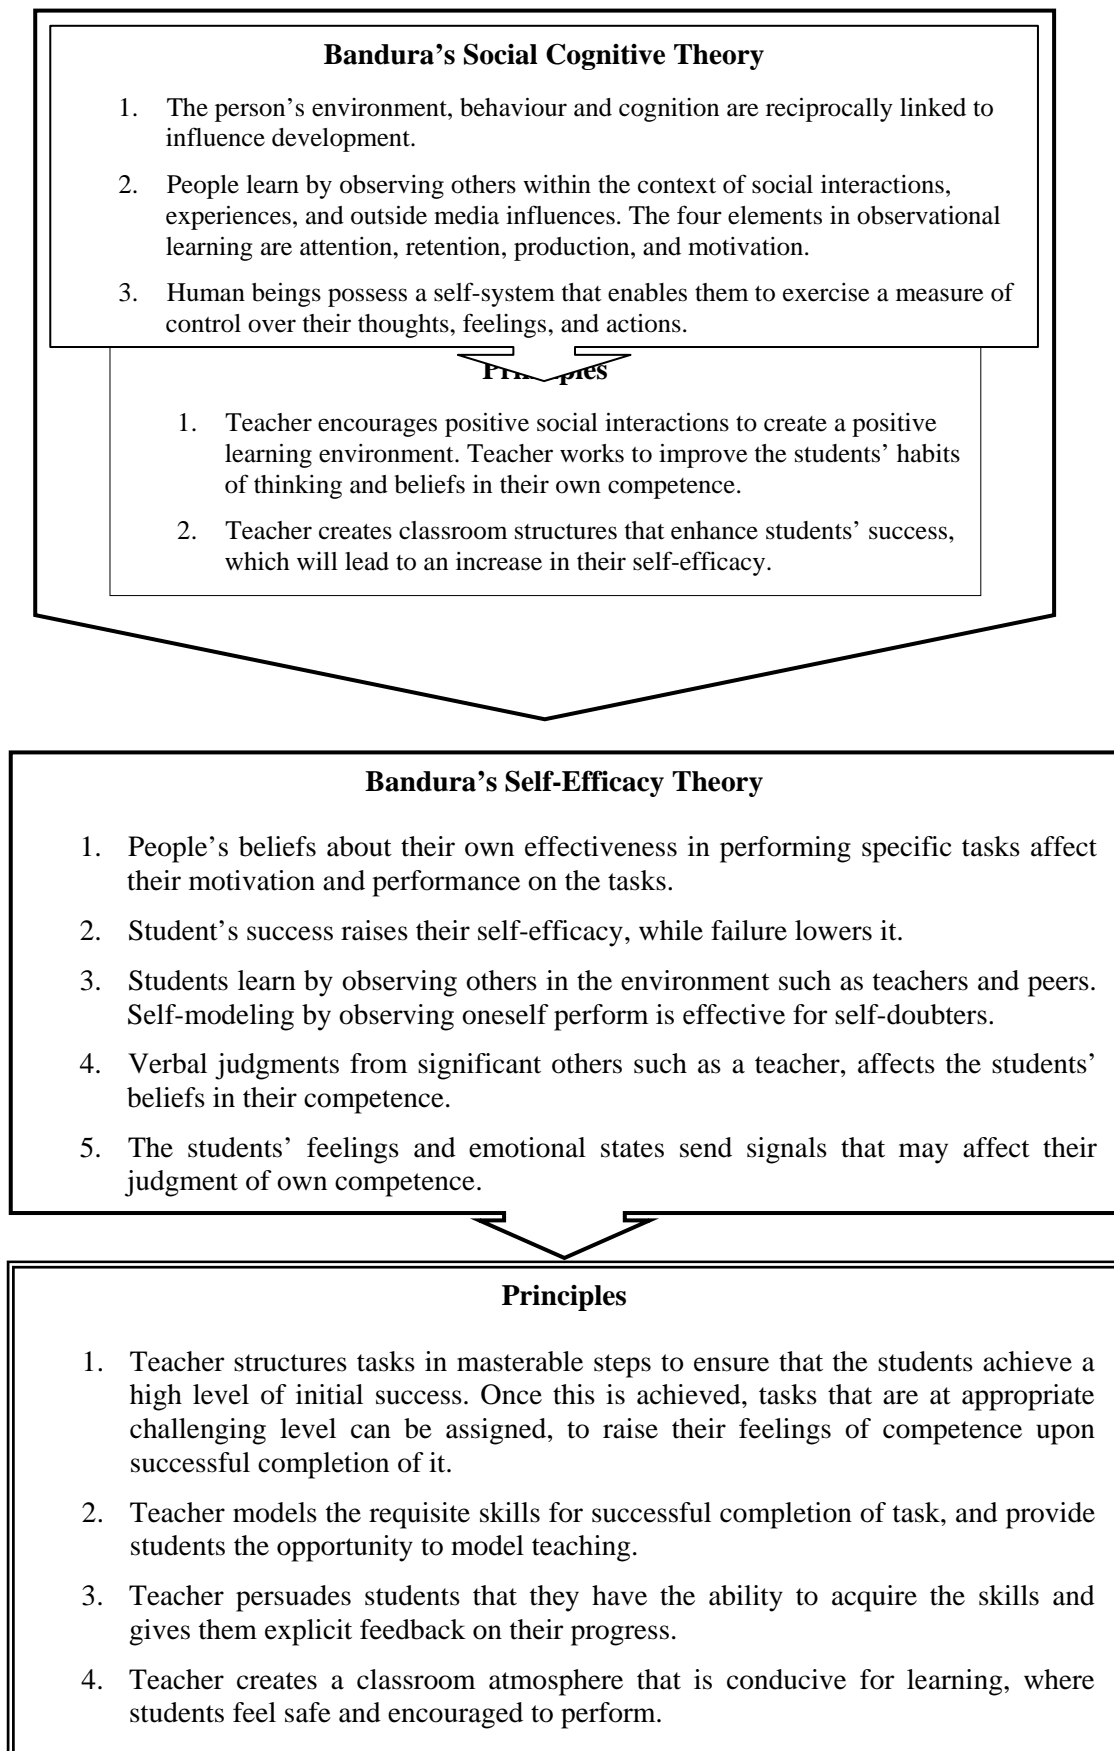 Bandura’s Social Cognitive Theory
1. The person’s environment, behaviour and cognition are reciprocally linked to
influence development.
2. People learn by observing others within the context of social interactions,
experiences, and outside media influences. The four elements in observational
learning are attention, retention, production, and motivation.
3. Human beings possess a self-system that enables them to exercise a measure of
control over their thoughts, feelings, and actions.
Principles
1. Teacher encourages positive social interactions to create a positive
learning environment. Teacher works to improve the students’ habits
of thinking and beliefs in their own competence.
2. Teacher creates classroom structures that enhance students’ success,
which will lead to an increase in their self-efficacy.
Bandura’s Self-Efficacy Theory
1. People’s beliefs about their own effectiveness in performing specific tasks affect
their motivation and performance on the tasks.
2. Student’s success raises their self-efficacy, while failure lowers it.
3. Students learn by observing others in the environment such as teachers and peers.
Self-modeling by observing oneself perform is effective for self-doubters.
4. Verbal judgments from significant others such as a teacher, affects the students’
beliefs in their competence.
5. The students’ feelings and emotional states send signals that may affect their
judgment of own competence.
Principles
1. Teacher structures tasks in masterable steps to ensure that the students achieve a
high level of initial success. Once this is achieved, tasks that are at appropriate
challenging level can be assigned, to raise their feelings of competence upon
successful completion of it.
2. Teacher models the requisite skills for successful completion of task, and provide
students the opportunity to model teaching.
3. Teacher persuades students that they have the ability to acquire the skills and
gives them explicit feedback on their progress.
4. Teacher creates a classroom atmosphere that is conducive for learning, where
students feel safe and encouraged to perform.